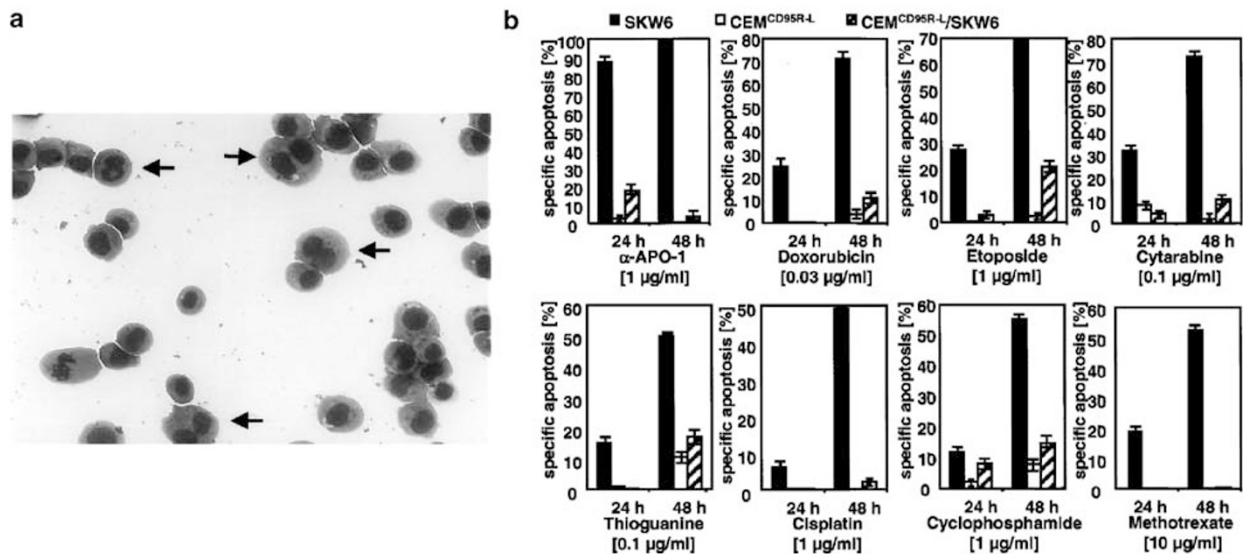 a
b
SKW6 CEM^CD95R-L CEM^CD95R-L/SKW6
specific apoptosis [%]
100
90
80
70
60
50
40
30
20
10
0
24 h 48 h
α-APO-1
[1 µg/ml]
specific apoptosis [%]
80
70
60
50
40
30
20
10
0
24 h 48 h
Doxorubicin
[0.03 µg/ml]
specific apoptosis [%]
70
60
50
40
30
20
10
0
24 h 48 h
Etoposide
[1 µg/ml]
specific apoptosis [%]
80
70
60
50
40
30
20
10
0
24 h 48 h
Cytarabine
[0.1 µg/ml]
specific apoptosis [%]
60
50
40
30
20
10
0
24 h 48 h
Thioguanine
[0.1 µg/ml]
specific apoptosis [%]
50
40
30
20
10
0
24 h 48 h
Cisplatin
[1 µg/ml]
specific apoptosis [%]
60
50
40
30
20
10
0
24 h 48 h
Cyclophosphamide
[1 µg/ml]
specific apoptosis [%]
60
50
40
30
20
10
0
24 h 48 h
Methotrexate
[10 µg/ml]